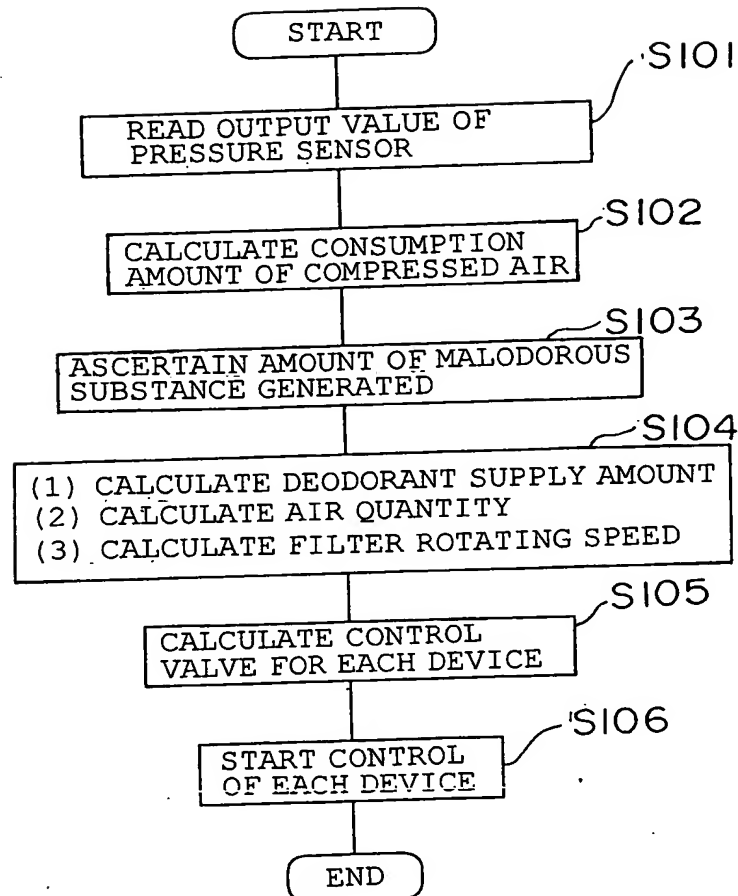 START
S101
READ OUTPUT VALUE OF
PRESSURE SENSOR
S102
CALCULATE CONSUMPTION
AMOUNT OF COMPRESSED AIR
S103
ASCERTAIN AMOUNT OF MALODOROUS
SUBSTANCE GENERATED
S104
(1) CALCULATE DEODORANT SUPPLY AMOUNT
(2) CALCULATE AIR QUANTITY
(3) CALCULATE FILTER ROTATING SPEED
S105
CALCULATE CONTROL
VALVE FOR EACH DEVICE
S106
START CONTROL
OF EACH DEVICE
END